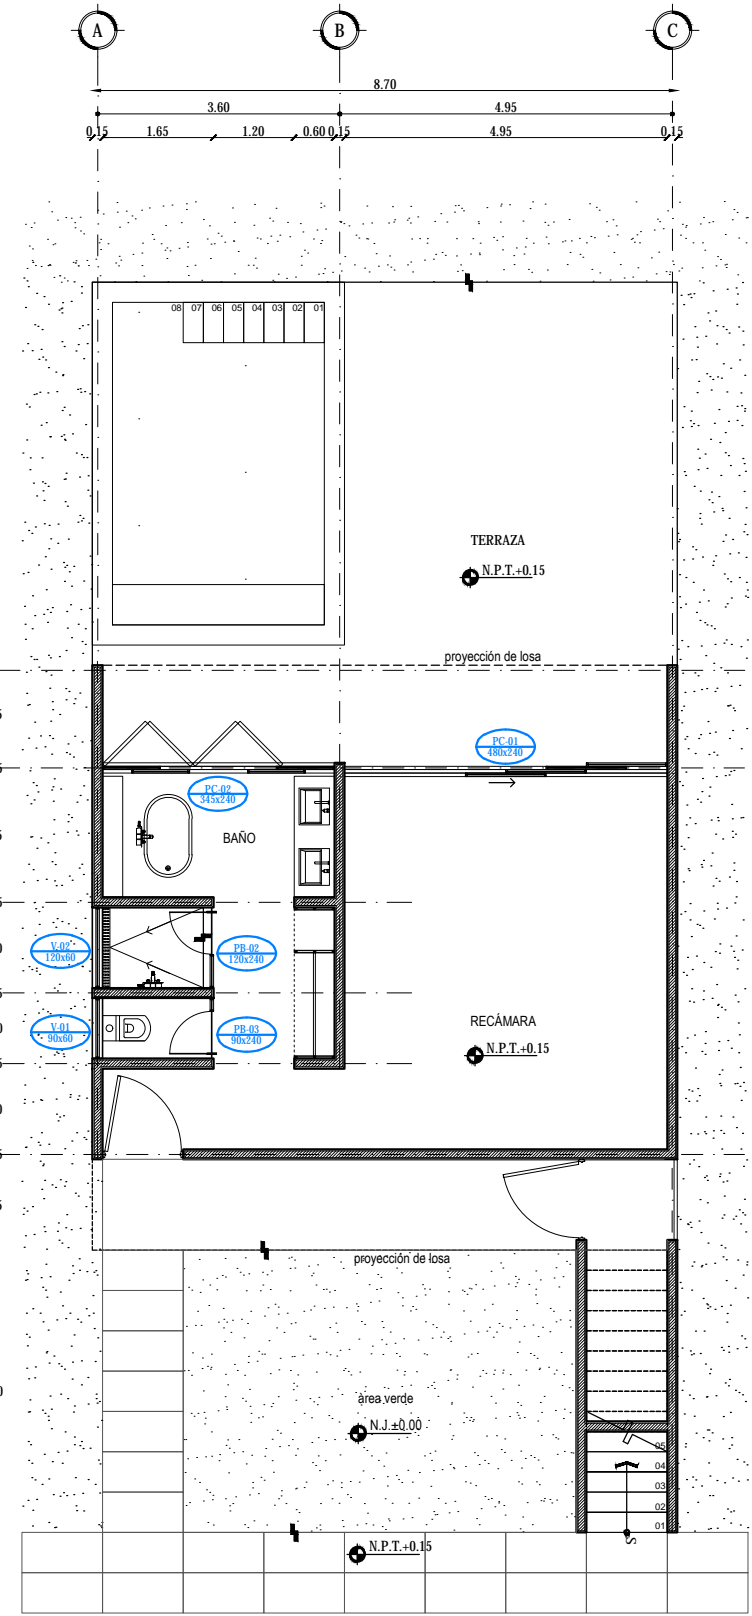 A B C
8.70
3.60 4.95
0.15 1.65 1.20 0.60 0.15 4.95 0.15
08 07 06 05 04 03 02 01
TERRAZA
N.P.T.+0.15
proyección de losa
PC-01
480x240
PC-02
345x240
BAÑO
V-02
120x60
PB-02
120x240
V-01
90x60
PB-03
90x240
RECÁMARA
N.P.T.+0.15
proyección de losa
área verde
N.J.±0.00
05
04
03
02
01
S
N.P.T.+0.15